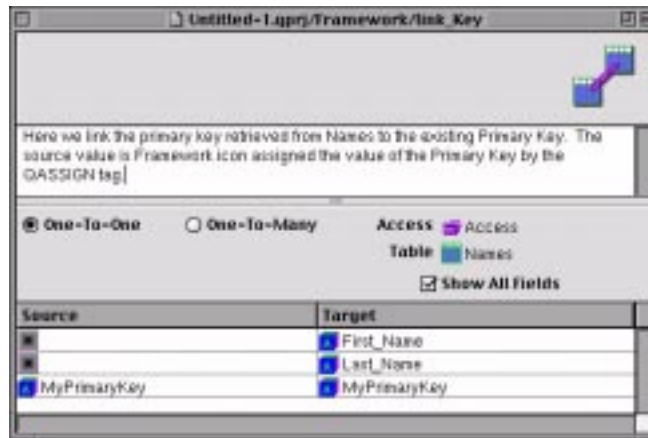 Untitled-1.qprj/Framework/link_Key
Here we link the primary key retrieved from Names to the existing Primary Key. The
source value is Framework icon assigned the value of the Primary Key by the
QASSIGN tag.
One-To-One One-To-Many Access Access
Table Names
Show All Fields
Source Target
First_Name
Last_Name
MyPrimaryKey MyPrimaryKey